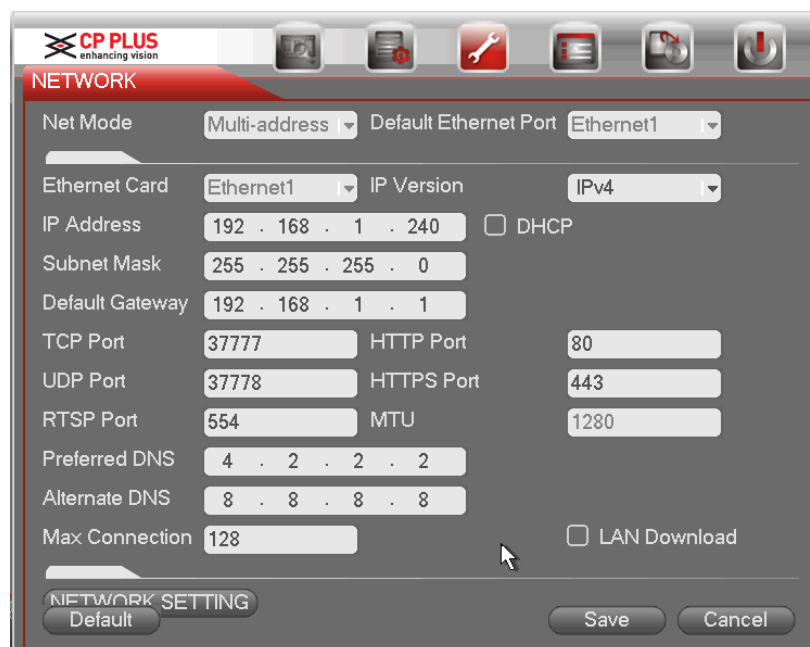 CP PLUS
enhancing vision
NETWORK
Net Mode Multi-address Default Ethernet Port Ethernet1
Ethernet Card Ethernet1 IP Version IPv4
IP Address 192 . 168 . 1 . 240 DHCP
Subnet Mask 255 . 255 . 255 . 0
Default Gateway 192 . 168 . 1 . 1
TCP Port 37777 HTTP Port 80
UDP Port 37778 HTTPS Port 443
RTSP Port 554 MTU 1280
Preferred DNS 4 . 2 . 2 . 2
Alternate DNS 8 . 8 . 8 . 8
Max Connection 128 LAN Download
NETWORK SETTING
Default Save Cancel